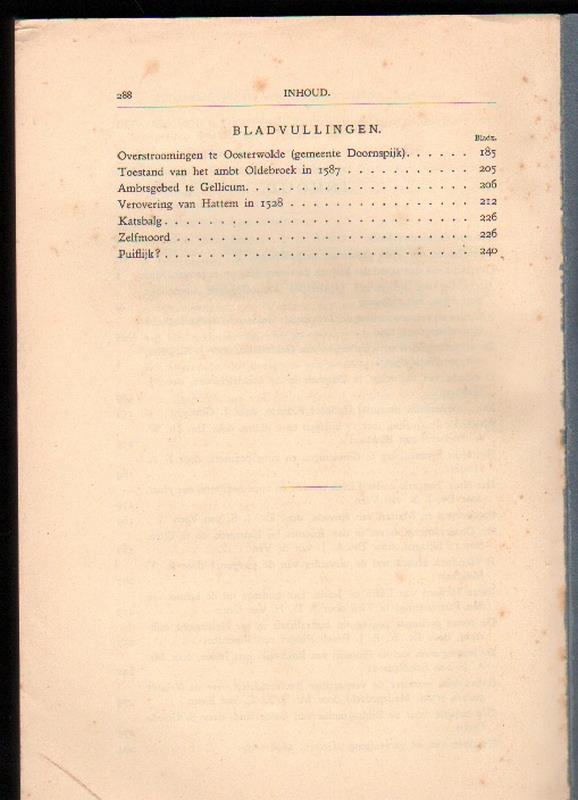 288 INHOUD.
BLADVULLINGEN.
Bladz.
Overstroomingen te Oosterwolde (gemeente Doornspijk). . . . . . 185
Toestand van het ambt Oldebroek in 1587 . . . . . . . . . . . 205
Ambtsgebed te Gellicum. . . . . . . . . . . . . . . . . . . . 206
Verovering van Hattem in 1528 . . . . . . . . . . . . . . . . 212
Katsbalg . . . . . . . . . . . . . . . . . . . . . . . . . . 226
Zelfmoord . . . . . . . . . . . . . . . . . . . . . . . . . 226
Puiflijk? . . . . . . . . . . . . . . . . . . . . . . . . . . 240